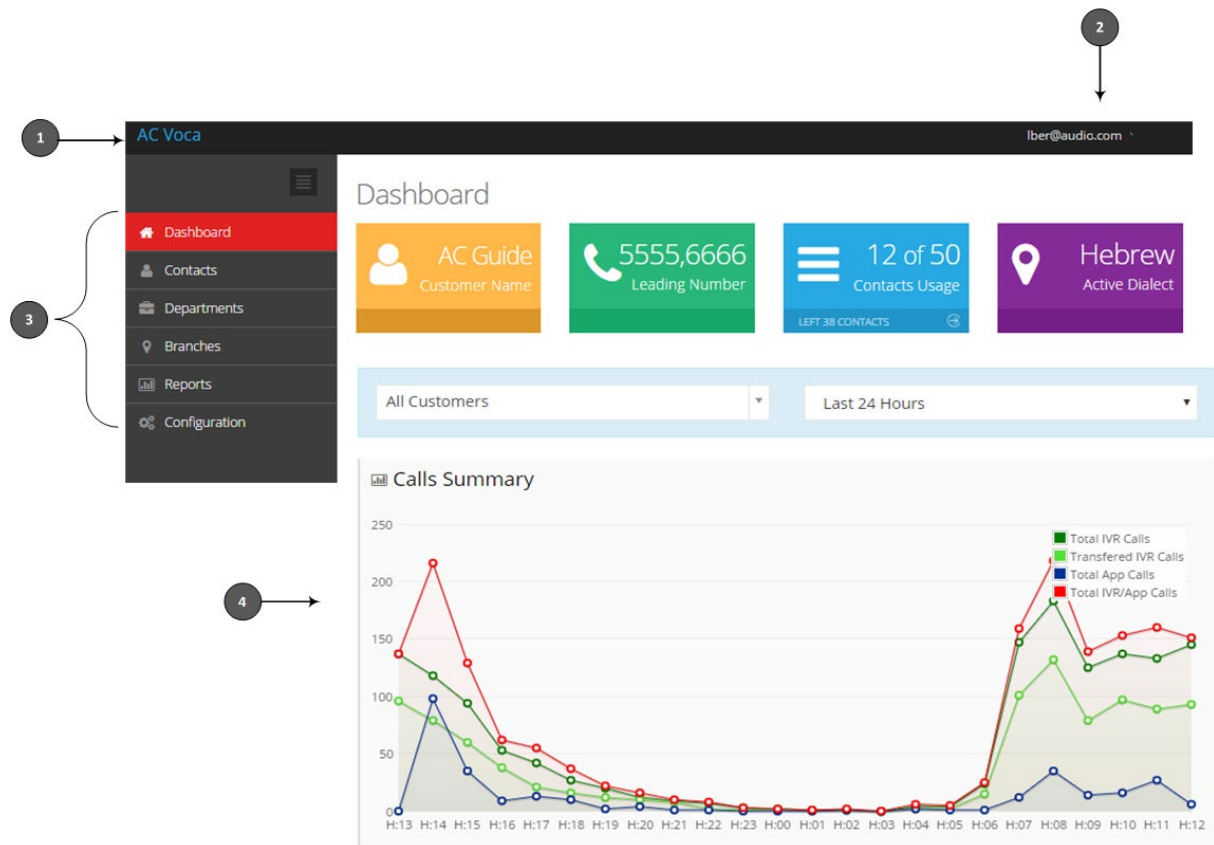 2
1
AC Voca
lber@audio.com
Dashboard
3
Dashboard
Contacts
Departments
Branches
Reports
Configuration
AC Guide
Customer Name
5555,6666
Leading Number
12 of 50
Contacts Usage
LEFT 38 CONTACTS
Hebrew
Active Dialect
All Customers
Last 24 Hours
Calls Summary
4
250
200
150
100
50
0
Total IVR Calls
Transfered IVR Calls
Total App Calls
Total IVR/App Calls
H:13 H:14 H:15 H:16 H:17 H:18 H:19 H:20 H:21 H:22 H:23 H:00 H:01 H:02 H:03 H:04 H:05 H:06 H:07 H:08 H:09 H:10 H:11 H:12